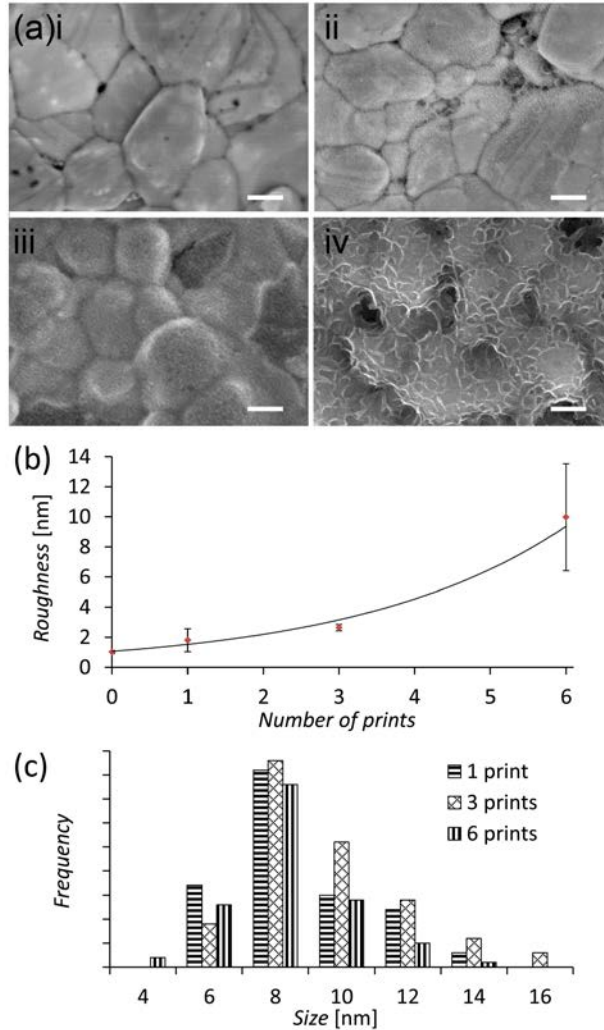 (a)i
ii
iii
iv
(b)
Roughness [nm]
14
12
10
8
6
4
2
0
0
1
2
3
4
5
6
Number of prints
(c)
Frequency
1 print
3 prints
6 prints
4
6
8
10
12
14
16
Size [nm]